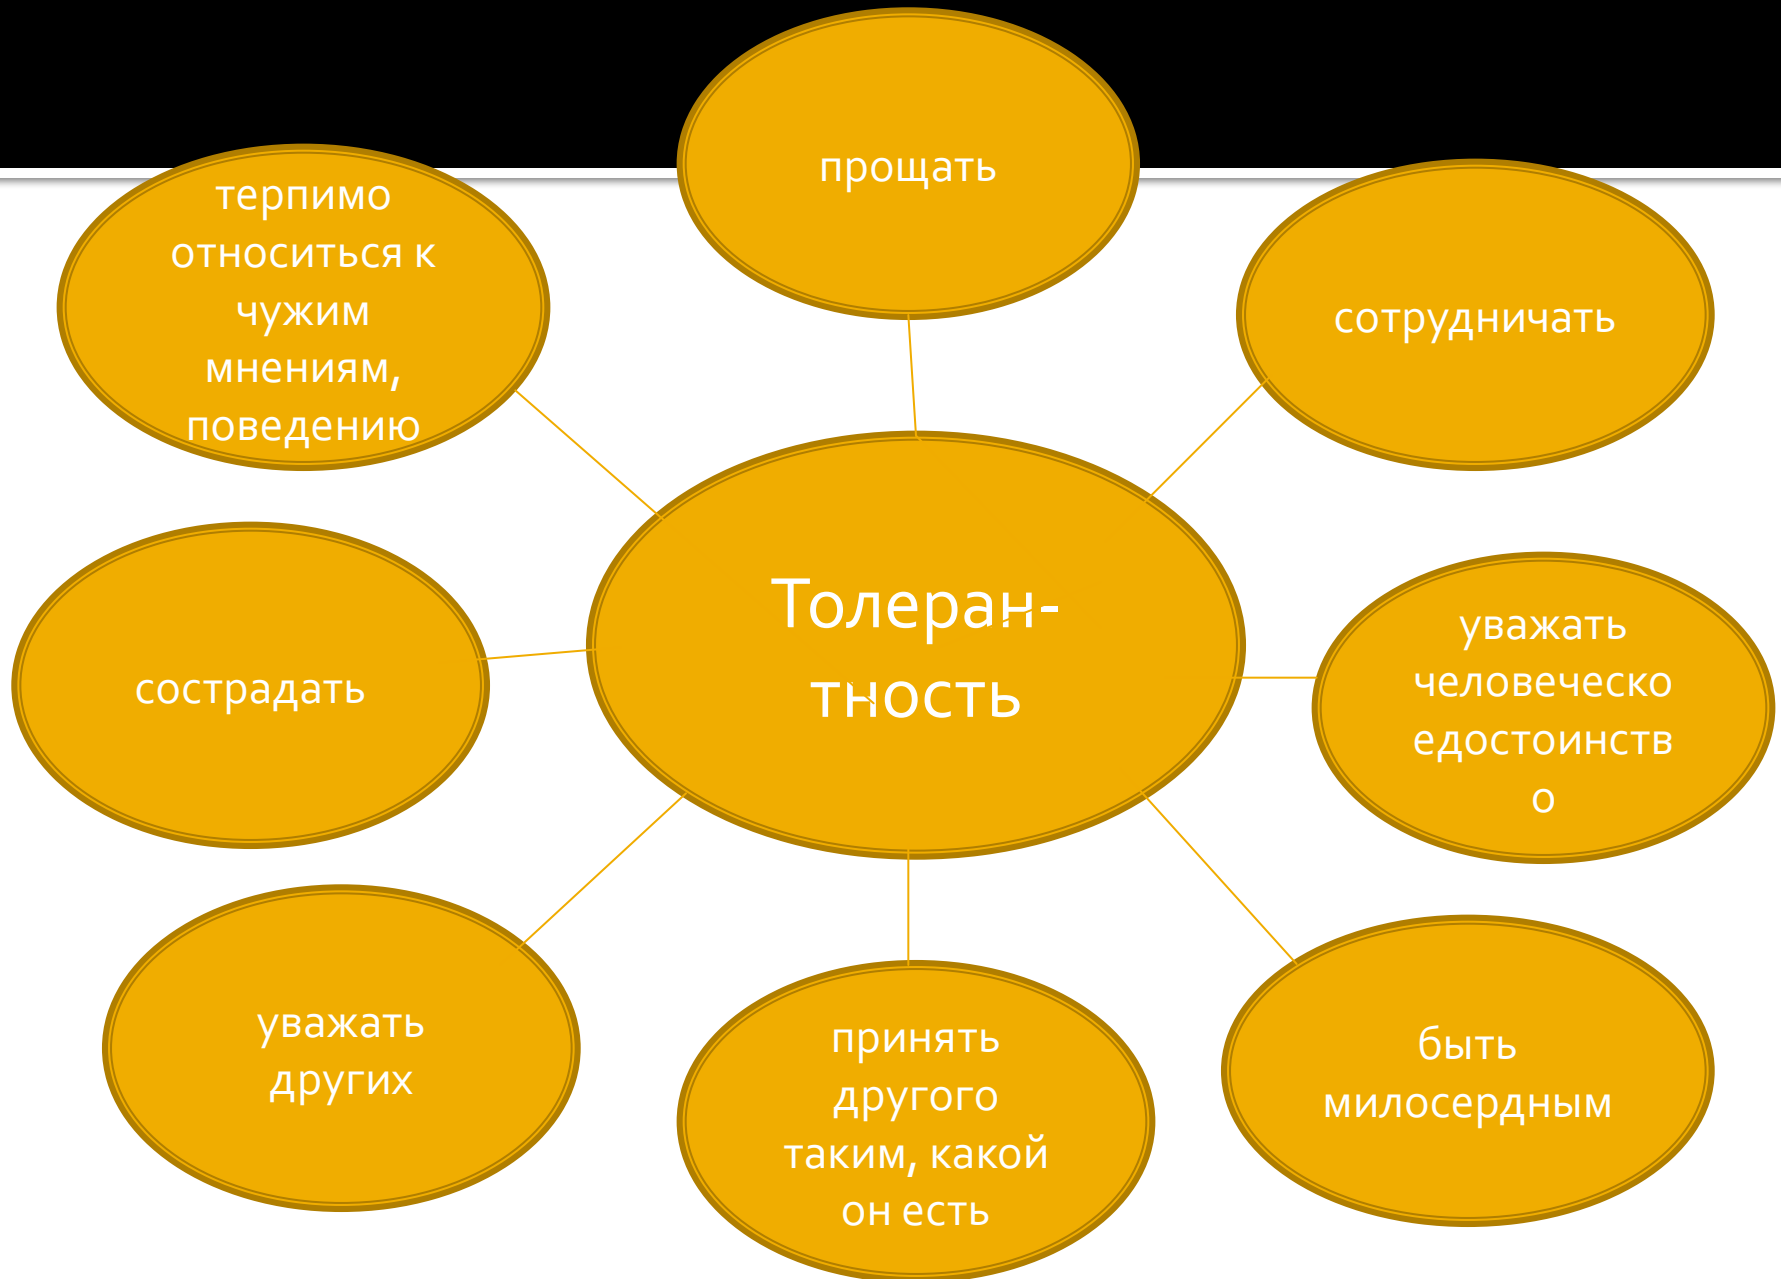 прощать
терпимо
относиться к
чужим
мнениям,
поведению
сотрудничать
Толеран-
тность
уважать
человеческо
едостоинств
о
сострадать
уважать
других
принять
другого
таким, какой
он есть
быть
милосердным